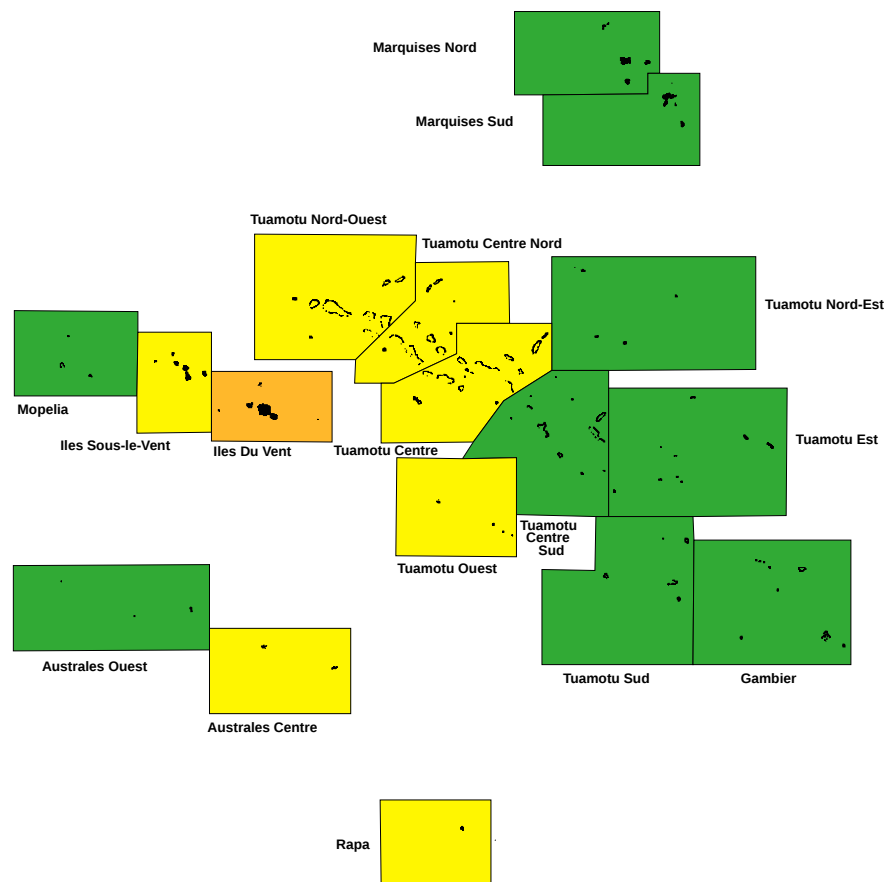 Marquises Nord
Marquises Sud
Tuamotu Nord-Ouest
Tuamotu Centre Nord
Tuamotu Nord-Est
Mopelia
Iles Sous-le-Vent
Iles Du Vent
Tuamotu Centre
Tuamotu Est
Tuamotu
Centre
Sud
Tuamotu Ouest
Australes Ouest
Tuamotu Sud
Gambier
Australes Centre
Rapa